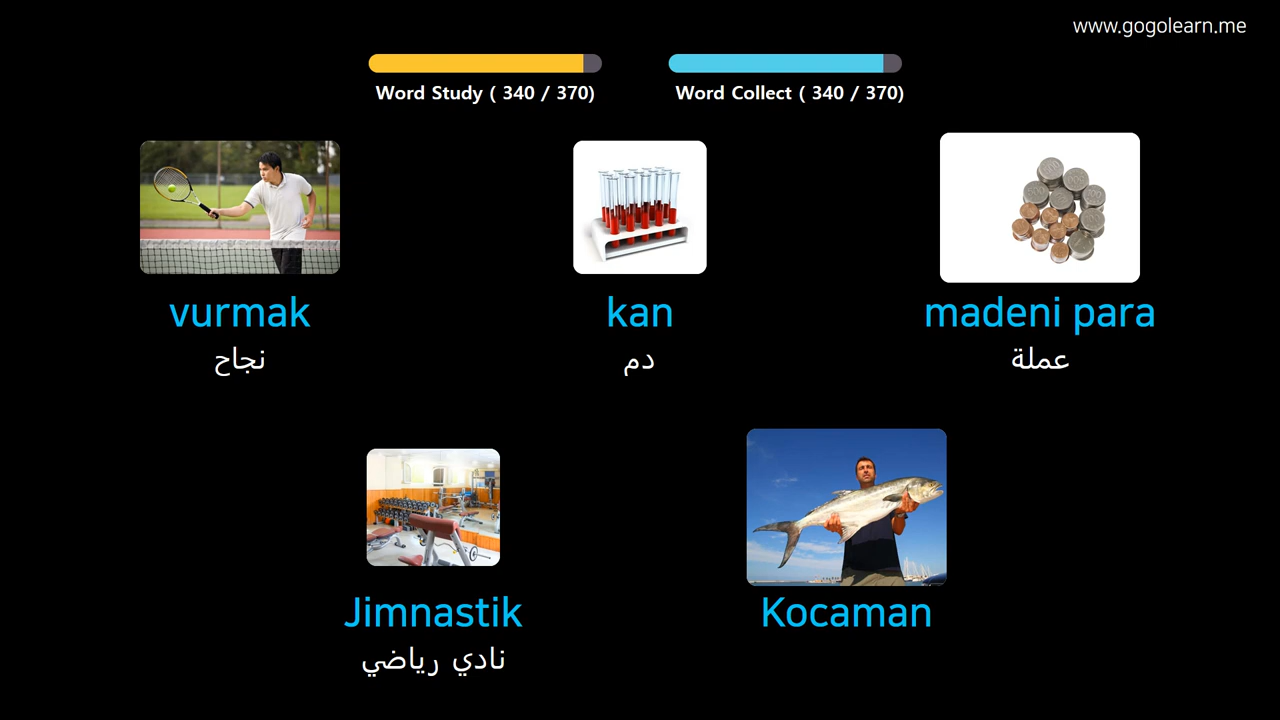 www.gogolearn.me
Word Study ( 340 / 370)
Word Collect ( 340 / 370)
vurmak
kan
madeni para
نجاح
دم
عملة
Jimnastik
Kocaman
نادي رياضي